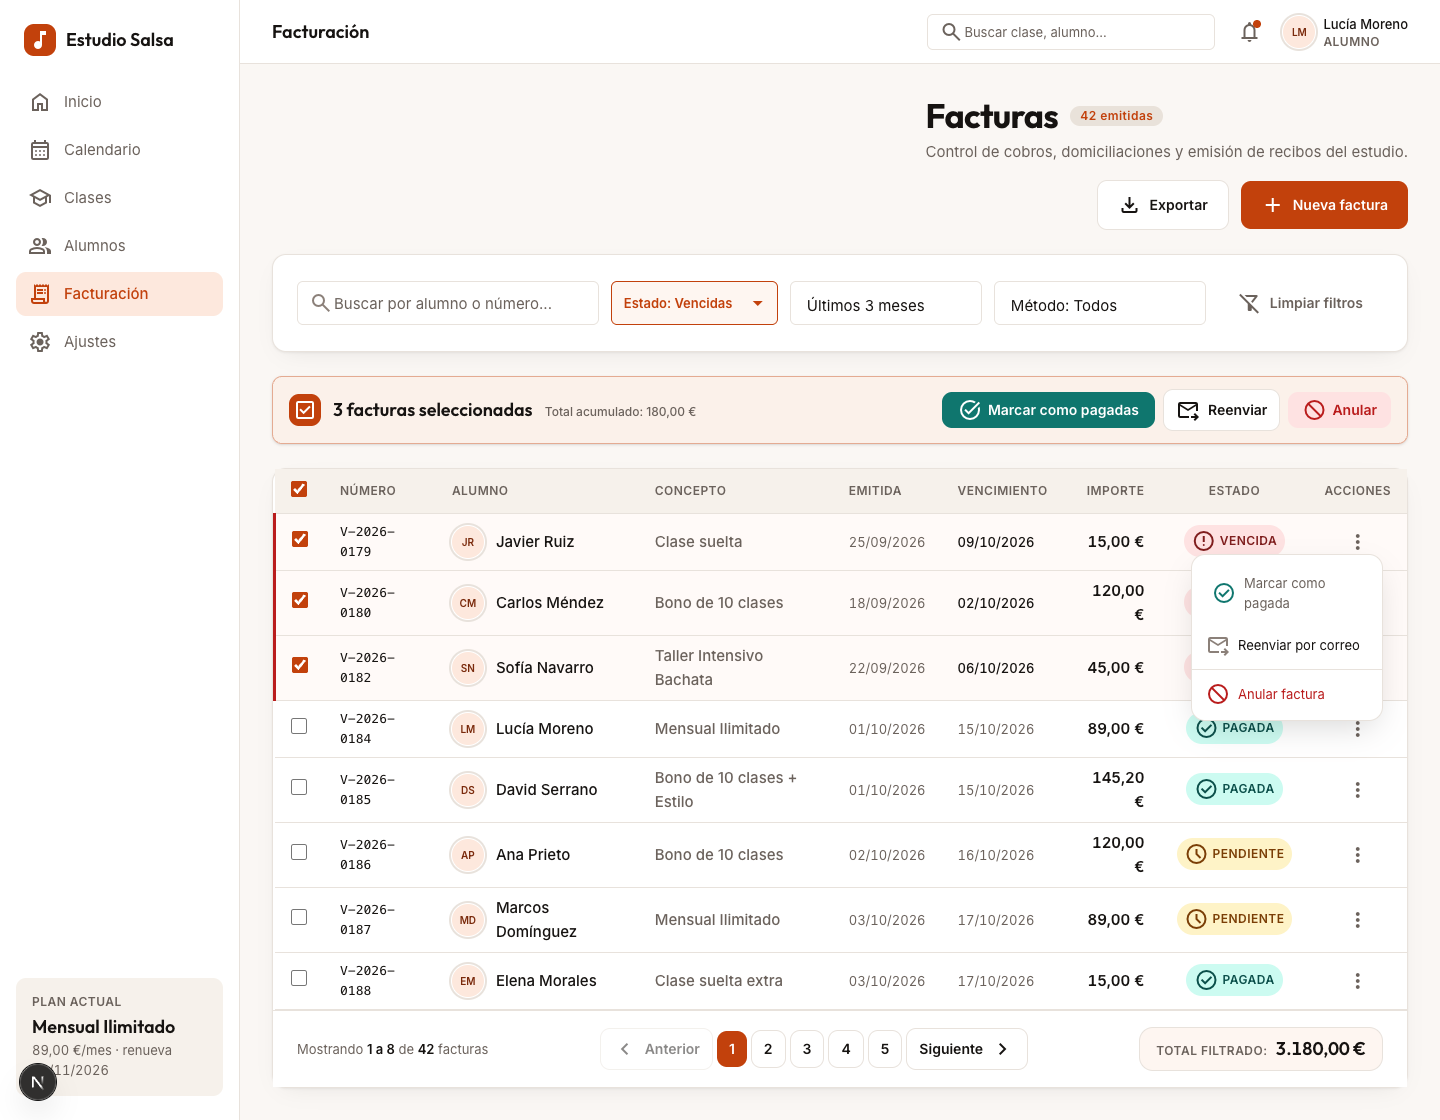 Estudio Salsa
Inicio
Calendario
Clases
Alumnos
Facturación
Ajustes
PLAN ACTUAL
Mensual Ilimitado
89,00 €/mes · renueva
/11/2026
N
Facturación
Buscar clase, alumno...
LM
Lucía Moreno
ALUMNO
Facturas
42 emitidas
Control de cobros, domiciliaciones y emisión de recibos del estudio.
Exportar
Nueva factura
Buscar por alumno o número...
Estado: Vencidas
Últimos 3 meses
Método: Todos
Limpiar filtros
3 facturas seleccionadas
Total acumulado: 180,00 €
Marcar como pagadas
Reenviar
Anular
NÚMERO ALUMNO CONCEPTO EMITIDA VENCIMIENTO IMPORTE ESTADO ACCIONES
V-2026-
0179
JR
Javier Ruiz
Clase suelta
25/09/2026
09/10/2026
15,00 €
VENCIDA
V-2026-
0180
CM
Carlos Méndez
Bono de 10 clases
18/09/2026
02/10/2026
120,00
€
V-2026-
0182
SN
Sofía Navarro
Taller Intensivo
Bachata
22/09/2026
06/10/2026
45,00 €
Marcar como
pagada
Reenviar por correo
Anular factura
V-2026-
0184
LM
Lucía Moreno
Mensual Ilimitado
01/10/2026
15/10/2026
89,00 €
PAGADA
V-2026-
0185
DS
David Serrano
Bono de 10 clases +
Estilo
01/10/2026
15/10/2026
145,20
€
PAGADA
V-2026-
0186
AP
Ana Prieto
Bono de 10 clases
02/10/2026
16/10/2026
120,00
€
PENDIENTE
V-2026-
0187
MD
Marcos
Domínguez
Mensual Ilimitado
03/10/2026
17/10/2026
89,00 €
PENDIENTE
V-2026-
0188
EM
Elena Morales
Clase suelta extra
03/10/2026
17/10/2026
15,00 €
PAGADA
Mostrando 1 a 8 de 42 facturas
Anterior
1
2
3
4
5
Siguiente
TOTAL FILTRADO: 3.180,00 €